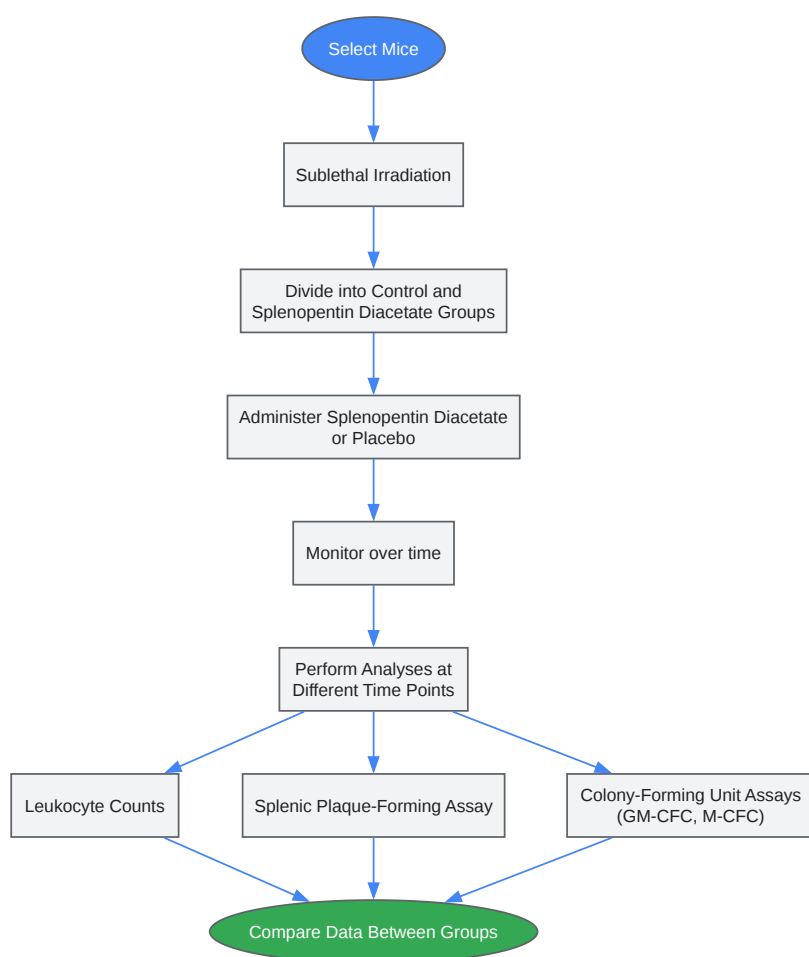 Select Mice
Sublethal Irradiation
Divide into Control and
Splenopentin Diacetate Groups
Administer Splenopentin Diacetate
or Placebo
Monitor over time
Perform Analyses at
Different Time Points
Leukocyte Counts
Splenic Plaque-Forming Assay
Colony-Forming Unit Assays
(GM-CFC, M-CFC)
Compare Data Between Groups